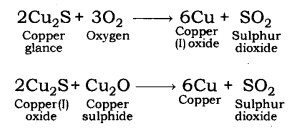 2Cu₂S + 3O₂ ⟶ 6Cu + SO₂
Copper glance Oxygen Copper (I) oxide Sulphur dioxide
2Cu₂S + Cu₂O ⟶ 6Cu + SO₂
Copper(I) oxide Copper sulphide Copper Sulphur dioxide